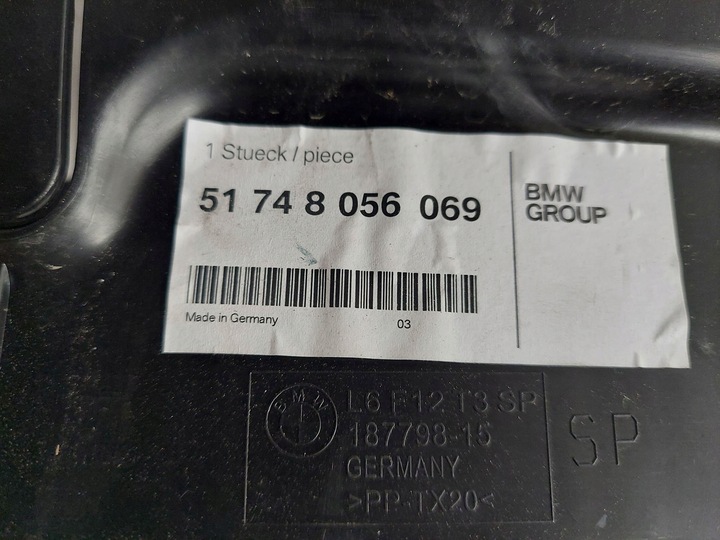 1 Stueck / piece
51 74 8 056 069
BMW
GROUP
Made in Germany
03
BMW
L6 F12 T3 SP
187798-15
GERMANY
>PP-TX20<
SP